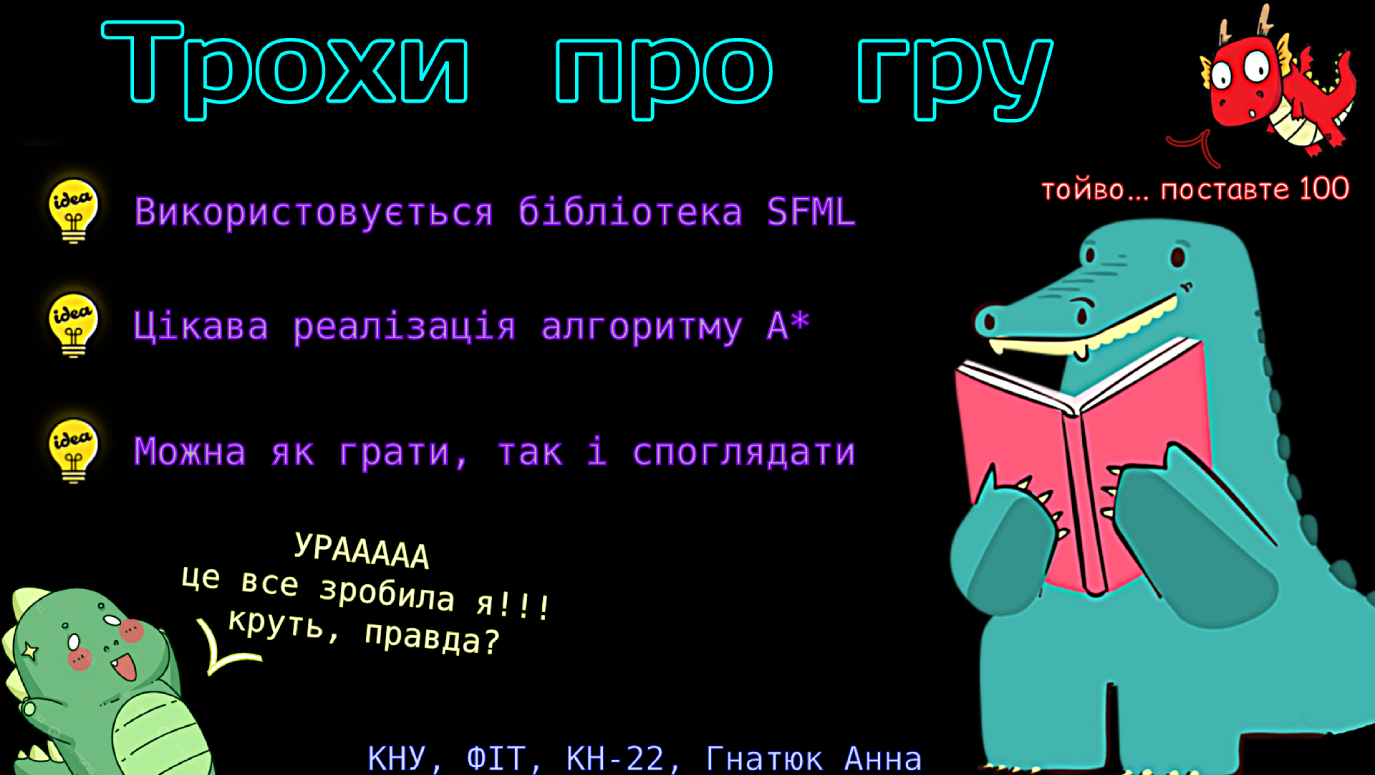 Трохи про гру
тойво... поставте 100
idea
Використовується бібліотека SFML
idea
Цікава реалізація алгоритму A*
idea
Можна як грати, так і споглядати
УРААААА
це все зробила я!!!
круть, правда?
КНУ, ФІТ, КН-22, Гнатюк Анна